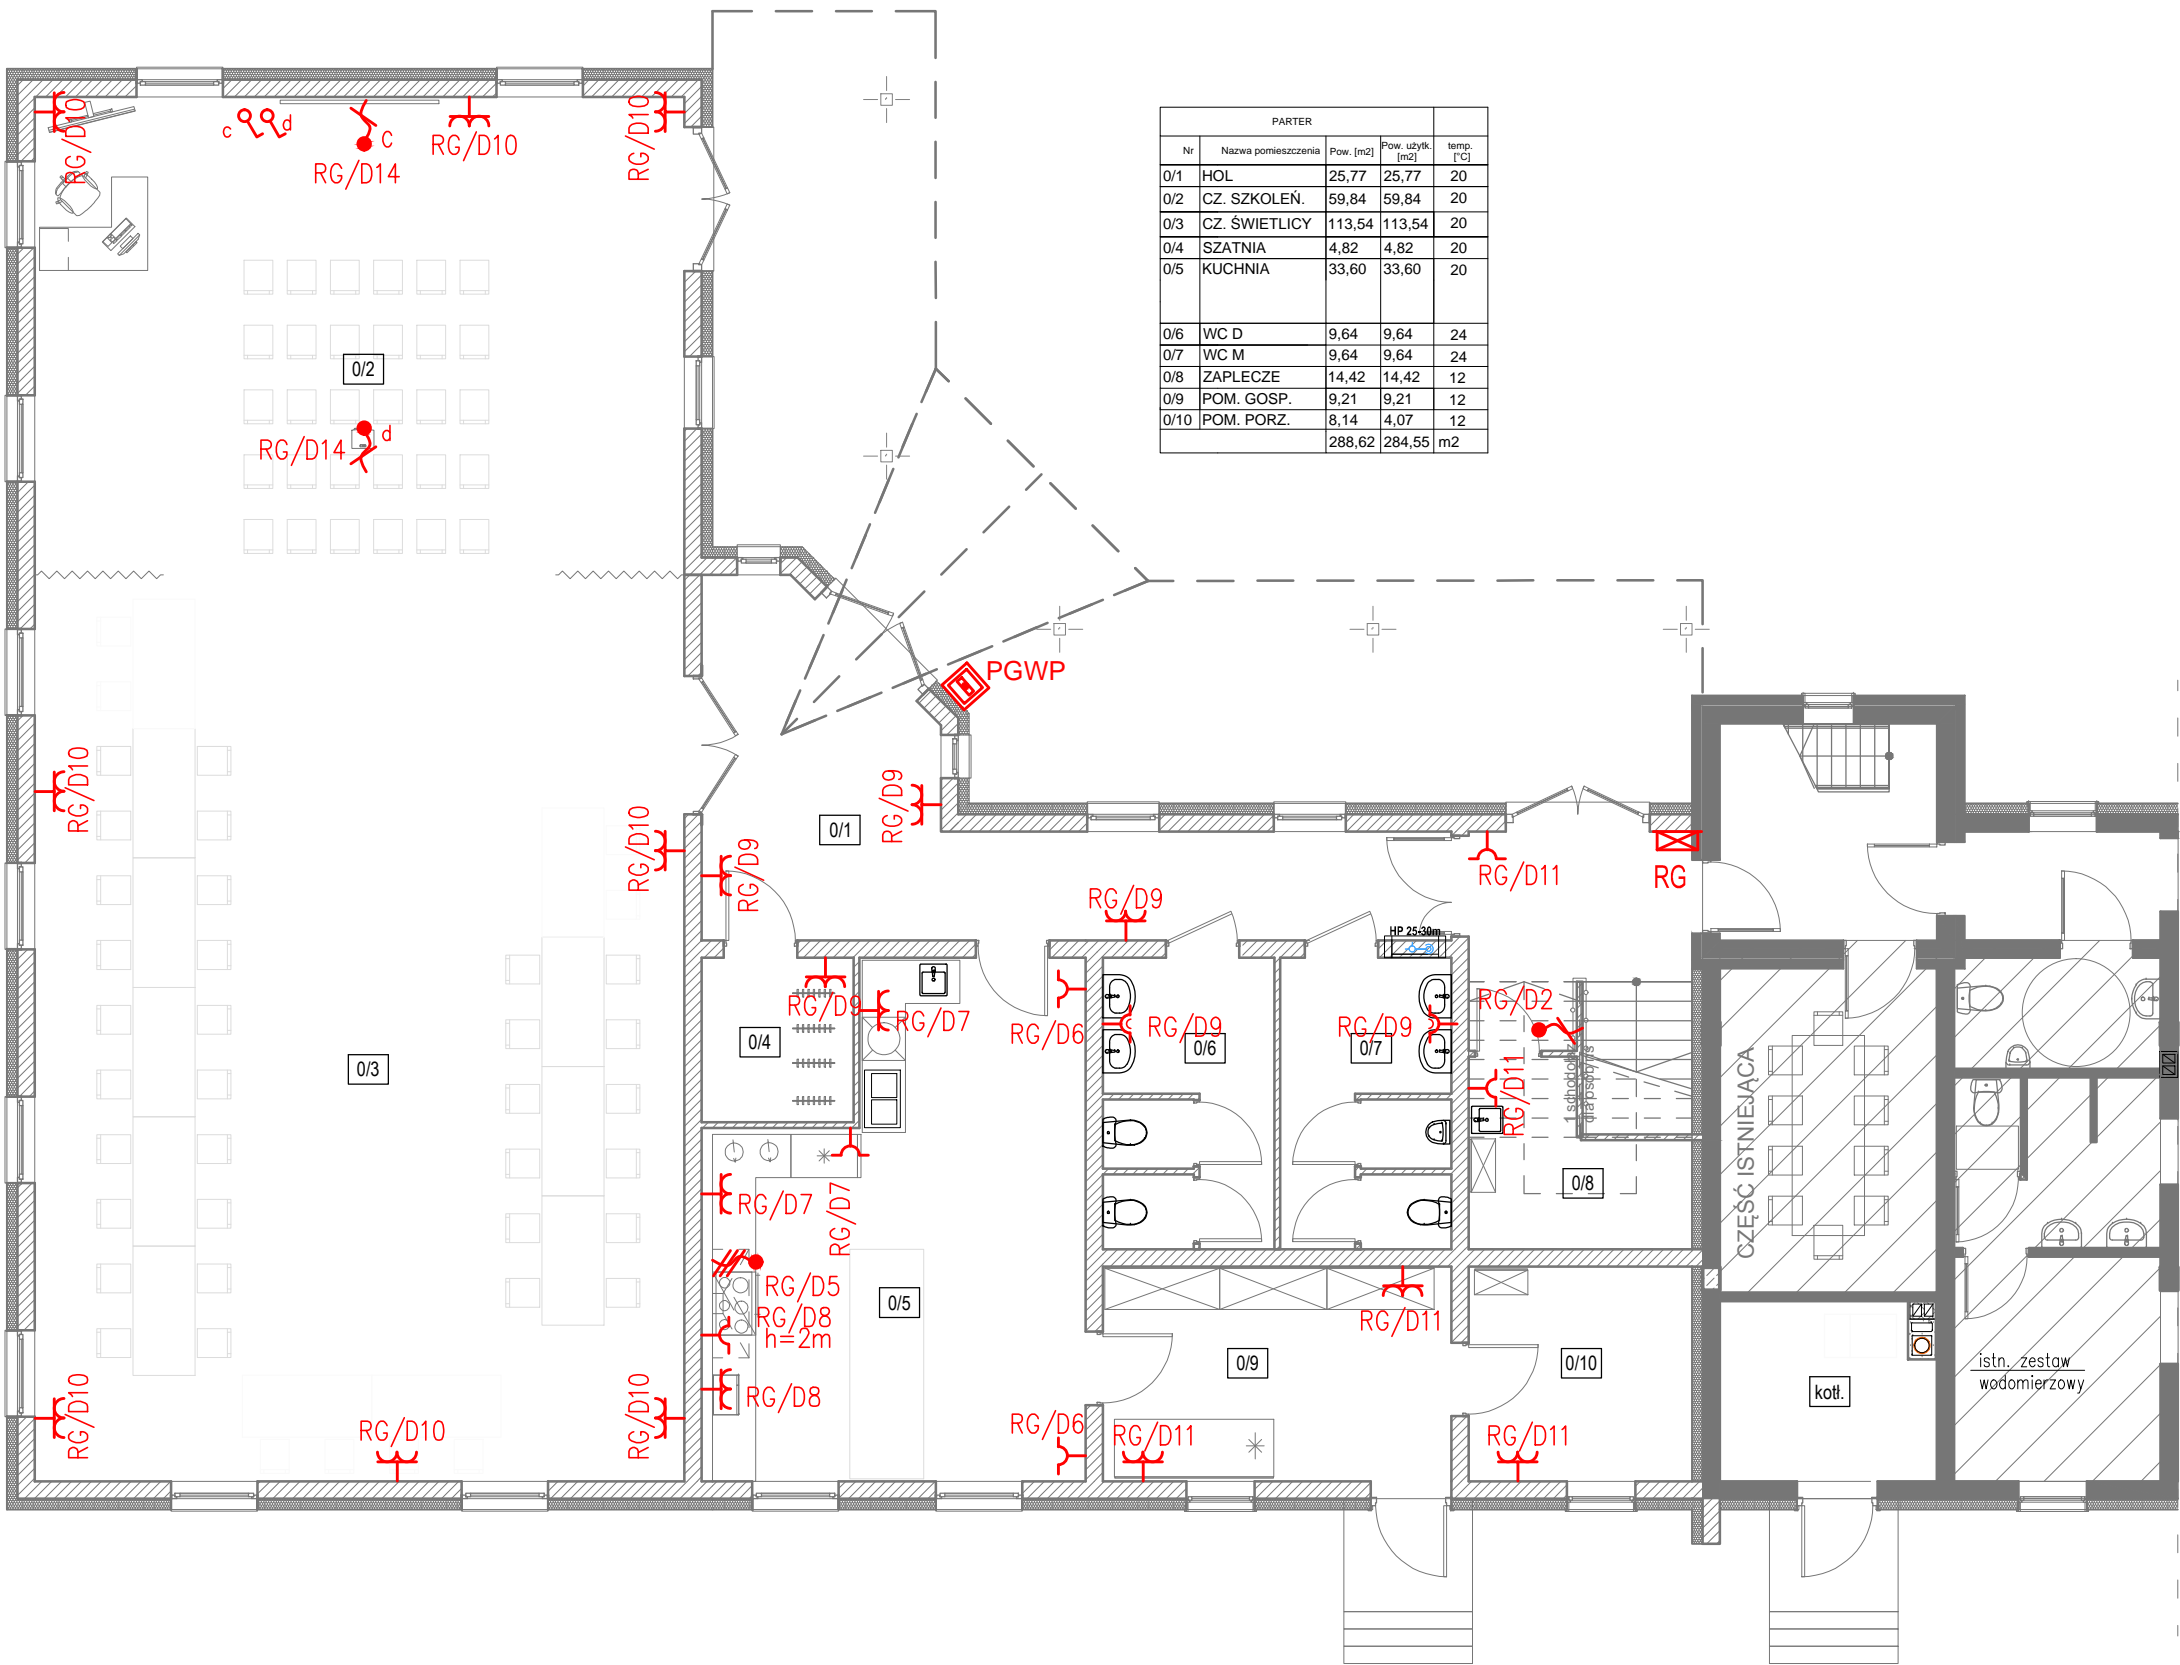 PARTER
Nr Nazwa pomieszczenia Pow. [m2] Pow. użytk. [m2] temp. [°C]
0/1 HOL 25,77 25,77 20
0/2 CZ. SZKOLEŃ. 59,84 59,84 20
0/3 CZ. ŚWIETLICY 113,54 113,54 20
0/4 SZATNIA 4,82 4,82 20
0/5 KUCHNIA 33,60 33,60 20
0/6 WC D 9,64 9,64 24
0/7 WC M 9,64 9,64 24
0/8 ZAPLECZE 14,42 14,42 12
0/9 POM. GOSP. 9,21 9,21 12
0/10 POM. PORZ. 8,14 4,07 12
288,62 284,55 m2
RG/D10
c d
C
RG/D14
RG/D10
RG/D10
0/2
d
RG/D14
PGWP
RG/D10
RG/D10
RG/D9
0/1
RG/D9
RG/D9
RG/D11
RG
HP 25-30m
RG/D9
RG/D7
RG/D6
RG/D9
RG/D9
RG/D2
0/4
0/6
0/7
0/3
RG/D11
1 schodołaz
dla osób/s
CZĘŚĆ ISTNIEJĄCA
RG/D7
RG/D7
0/8
RG/D5
RG/D8
h=2m
0/5
RG/D11
0/9
0/10
RG/D8
kotł.
istn. zestaw
wodomierzowy
RG/D10
RG/D10
RG/D10
RG/D6
RG/D11
RG/D11